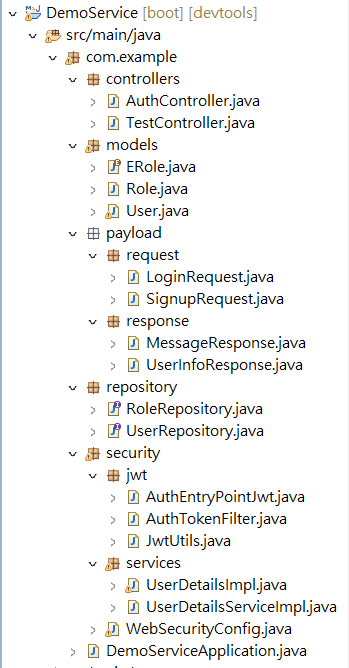 DemoService [boot] [devtools]
src/main/java
com.example
controllers
AuthController.java
TestController.java
models
ERole.java
Role.java
User.java
payload
request
LoginRequest.java
SignupRequest.java
response
MessageResponse.java
UserInfoResponse.java
repository
RoleRepository.java
UserRepository.java
security
jwt
AuthEntryPointJwt.java
AuthTokenFilter.java
JwtUtils.java
services
UserDetailsImpl.java
UserDetailsServiceImpl.java
WebSecurityConfig.java
DemoServiceApplication.java